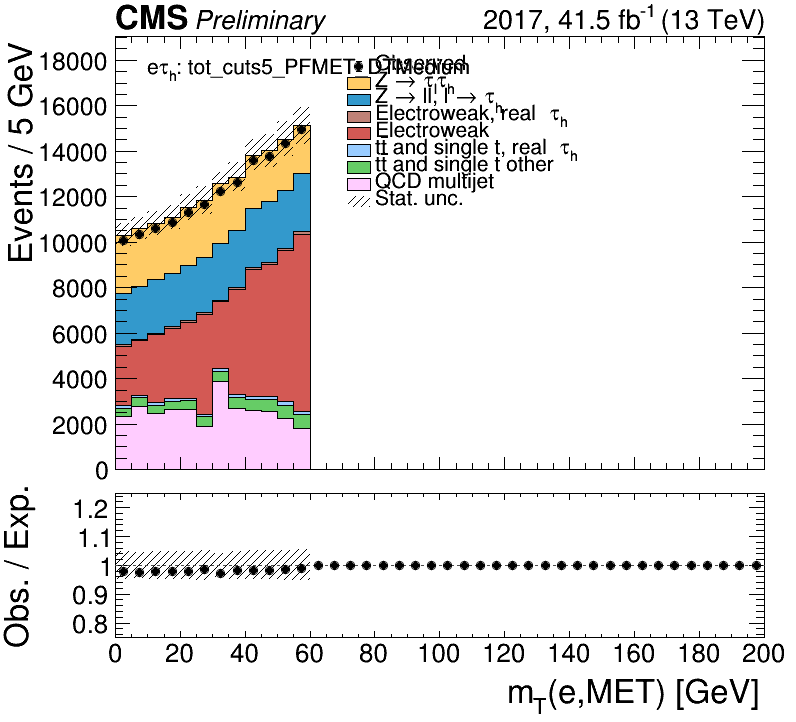 CMS Preliminary 2017, 41.5 fb⁻¹ (13 TeV)
Events / 5 GeV
18000
16000
14000
12000
10000
8000
6000
4000
2000
0
eτh: tot_cuts5_PFMET DTMedium
Observed
Z → τlτh
Z → ll, l → τh
Electroweak, real τh
Electroweak
tt and single t, real τh
tt and single t other
QCD multijet
Stat. unc.
Obs. / Exp.
1.2
1.1
1
0.9
0.8
0 20 40 60 80 100 120 140 160 180 200
mT(e,MET) [GeV]